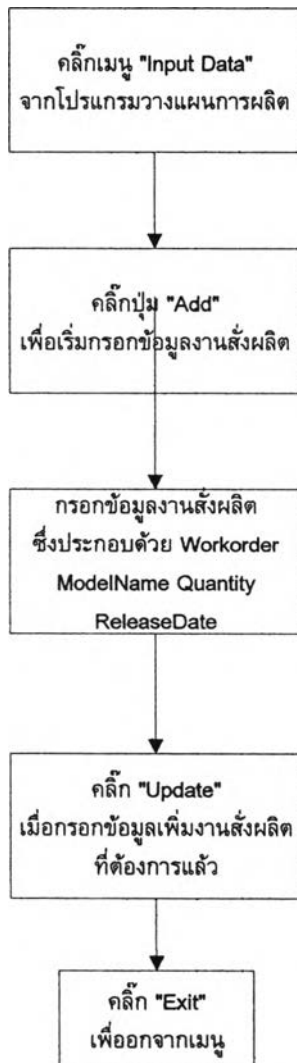 คลิ๊กเมนู "Input Data"
จากโปรแกรมวางแผนการผลิต
คลิ๊กปุ่ม "Add"
เพื่อเริ่มกรอกข้อมูลงานสั่งผลิต
กรอกข้อมูลงานสั่งผลิต
ซึ่งประกอบด้วย Workorder
ModelName Quantity
ReleaseDate
คลิ๊ก "Update"
เมื่อกรอกข้อมูลเพิ่มงานสั่งผลิต
ที่ต้องการแล้ว
คลิ๊ก "Exit"
เพื่ออกจากเมนู